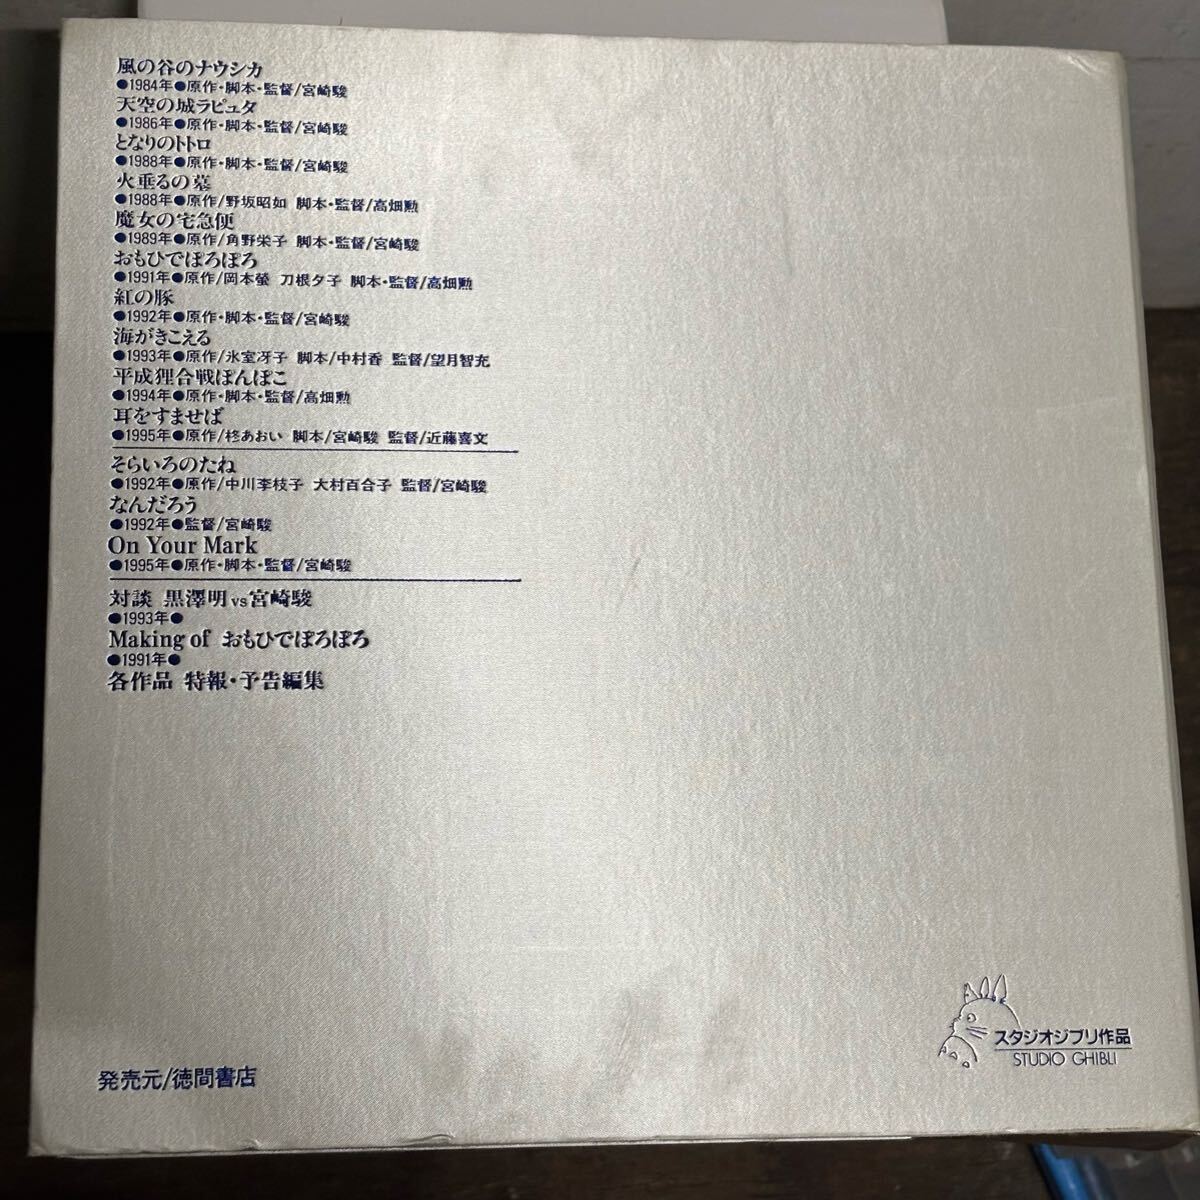 風の谷のナウシカ
●1984年●原作・脚本・監督/宮崎駿
天空の城ラピュタ
●1986年●原作・脚本・監督/宮崎駿
となりのトトロ
●1988年●原作・脚本・監督/宮崎駿
火垂るの墓
●1988年●原作/野坂昭如 脚本・監督/高畑勲
魔女の宅急便
●1989年●原作/角野栄子 脚本・監督/宮崎駿
おもひでぽろぽろ
●1991年●原作/岡本螢 刀根夕子 脚本・監督/高畑勲
紅の豚
●1992年●原作・脚本・監督/宮崎駿
海がきこえる
●1993年●原作/氷室冴子 脚本/中村香 監督/望月智充
平成狸合戦ぽんぽこ
●1994年●原作・脚本・監督/高畑勲
耳をすませば
●1995年●原作/柊あおい 脚本/宮崎駿 監督/近藤喜文
そらいろのたね
●1992年●原作/中川李枝子 大村百合子 監督/宮崎駿
なんだろう
●1992年●監督/宮崎駿
On Your Mark
●1995年●原作・脚本・監督/宮崎駿
対談 黒澤明vs宮崎駿
●1993年●
Making of おもひでぽろぽろ
●1991年●
各作品 特報・予告編集
スタジオジブリ作品
STUDIO GHIBLI
発売元/徳間書店